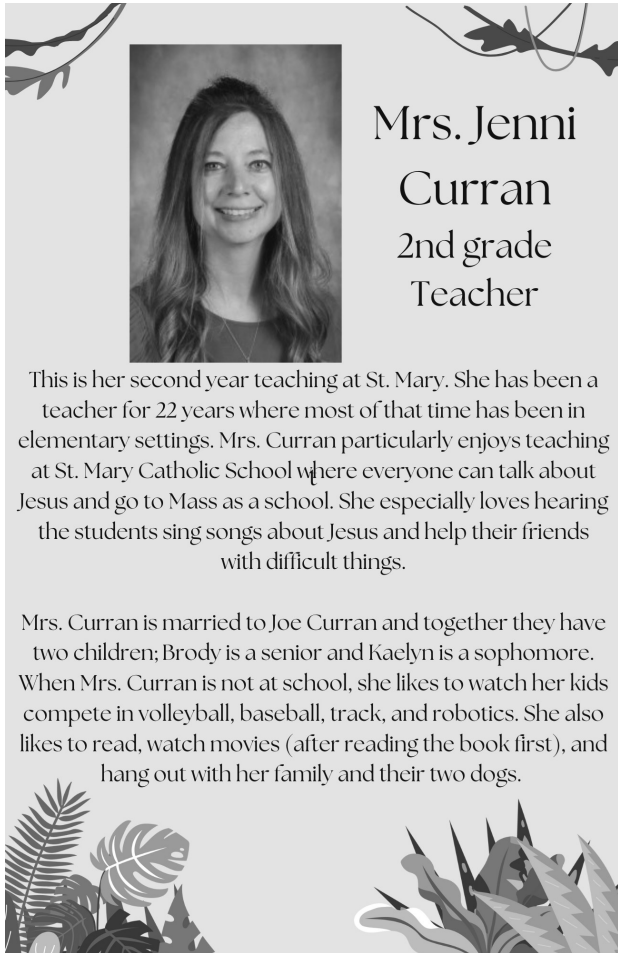 Mrs. Jenni
Curran
2nd grade
Teacher
This is her second year teaching at St. Mary. She has been a
teacher for 22 years where most of that time has been in
elementary settings. Mrs. Curran particularly enjoys teaching
at St. Mary Catholic School where everyone can talk about
Jesus and go to Mass as a school. She especially loves hearing
the students sing songs about Jesus and help their friends
with difficult things.
Mrs. Curran is married to Joe Curran and together they have
two children; Brody is a senior and Kaelyn is a sophomore.
When Mrs. Curran is not at school, she likes to watch her kids
compete in volleyball, baseball, track, and robotics. She also
likes to read, watch movies (after reading the book first), and
hang out with her family and their two dogs.